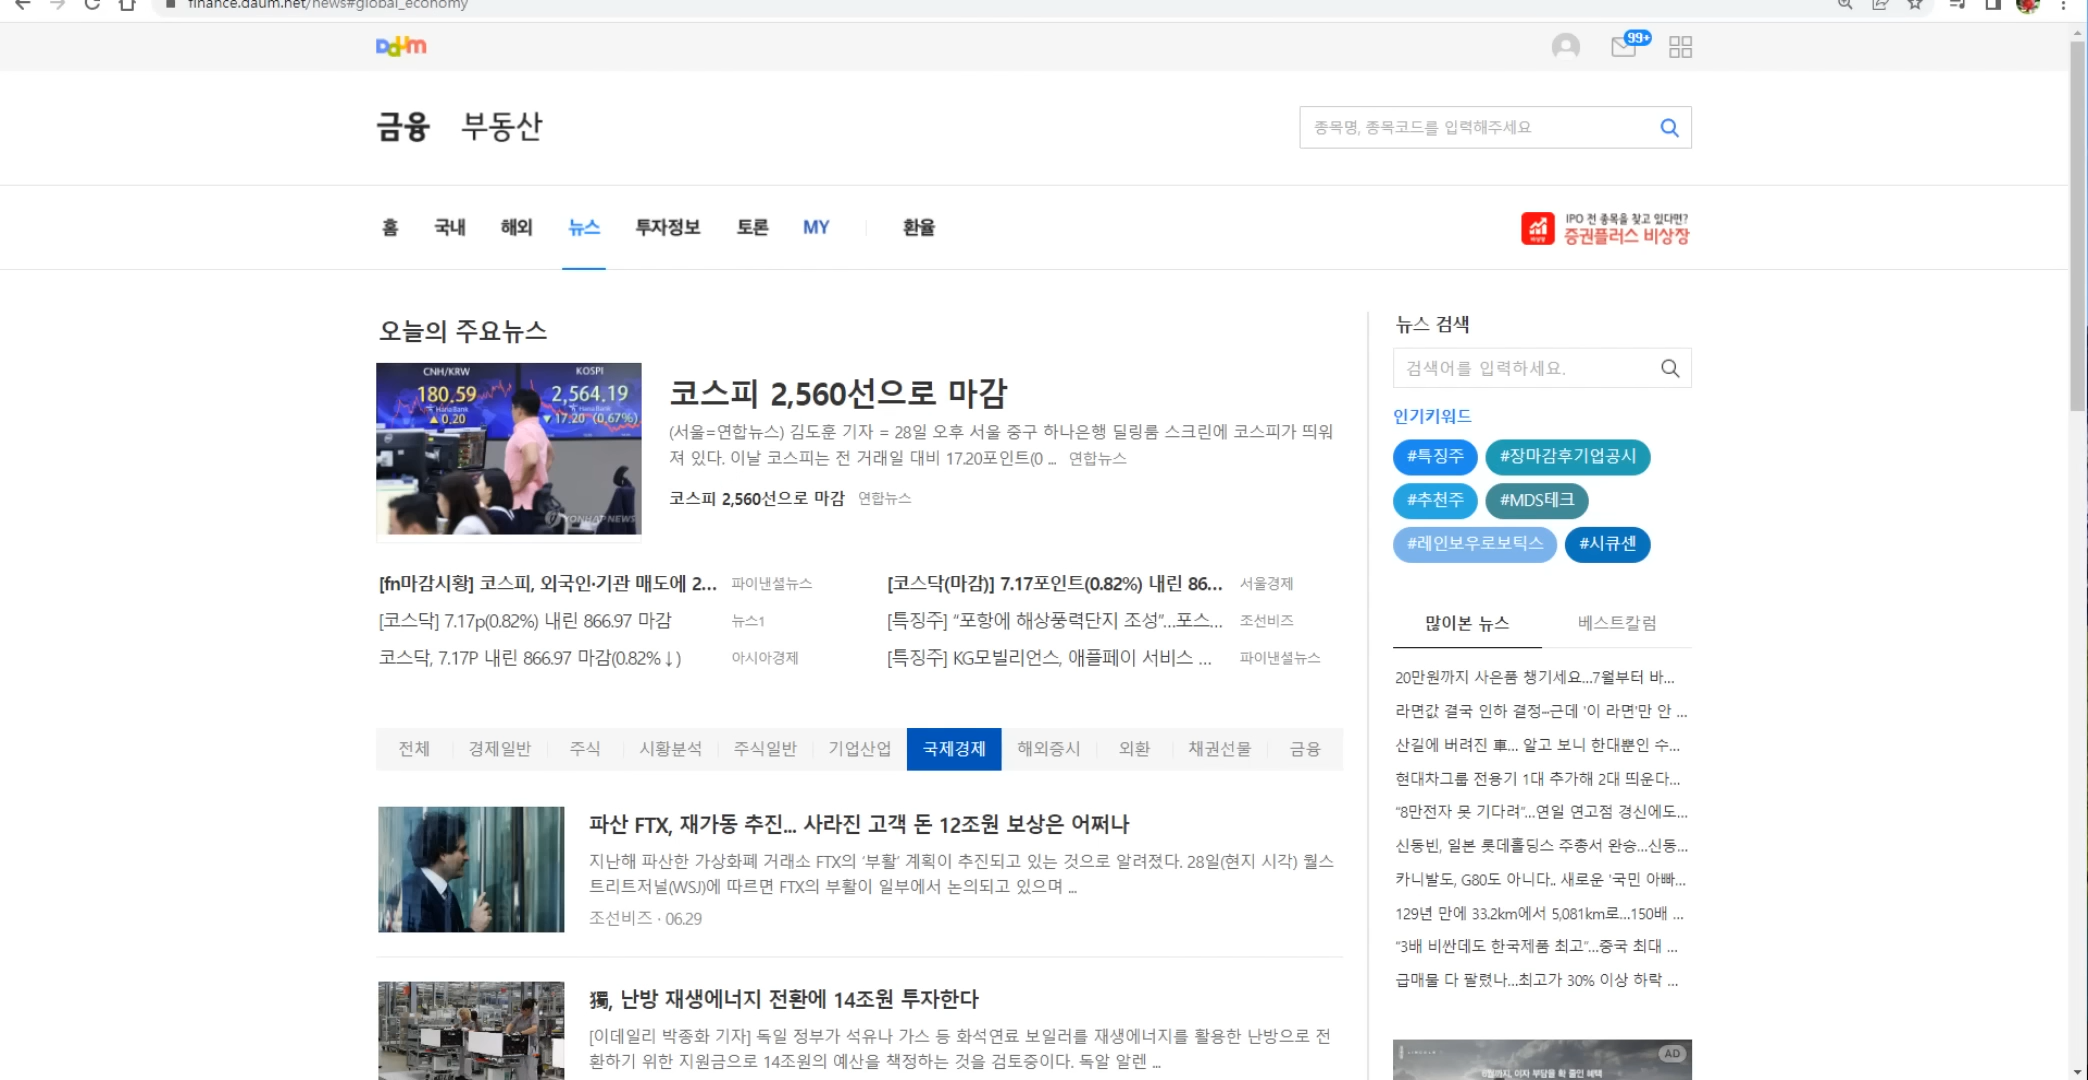 finance.daum.net/news#global_economy
Daum
99+
금융 부동산
종목명, 종목코드를 입력해주세요
홈 국내 해외 뉴스 투자정보 토론 MY 환율
IPO 전 종목을 찾고 있다면?
비상장 증권플러스 비상장
오늘의 주요뉴스
CNH/KRW KOSPI
180.59 2,564.19
HanaBank HanaBank
▲0.20 ▼17.20 (0.67%)
YONHAPNEWS
코스피 2,560선으로 마감
(서울=연합뉴스) 김도훈 기자 = 28일 오후 서울 중구 하나은행 딜링룸 스크린에 코스피가 띄워
져 있다. 이날 코스피는 전 거래일 대비 17.20포인트(0 ... 연합뉴스
코스피 2,560선으로 마감 연합뉴스
[fn마감시황] 코스피, 외국인·기관 매도에 2... 파이낸셜뉴스
[코스닥(마감)] 7.17포인트(0.82%) 내린 86... 서울경제
[코스닥] 7.17p(0.82%) 내린 866.97 마감 뉴스1
[특징주] “포항에 해상풍력단지 조성”...포스... 조선비즈
코스닥, 7.17P 내린 866.97 마감(0.82%↓) 아시아경제
[특징주] KG모빌리언스, 애플페이 서비스 ... 파이낸셜뉴스
전체 경제일반 주식 시황분석 주식일반 기업산업 국제경제 해외증시 외환 채권선물 금융
파산 FTX, 재가동 추진... 사라진 고객 돈 12조원 보상은 어쩌나
지난해 파산한 가상화폐 거래소 FTX의 ‘부활’ 계획이 추진되고 있는 것으로 알려졌다. 28일(현지 시각) 월스
트리트저널(WSJ)에 따르면 FTX의 부활이 일부에서 논의되고 있으며 ...
조선비즈 · 06.29
獨, 난방 재생에너지 전환에 14조원 투자한다
[이데일리 박종화 기자] 독일 정부가 석유나 가스 등 화석연료 보일러를 재생에너지를 활용한 난방으로 전
환하기 위한 지원금으로 14조원의 예산을 책정하는 것을 검토중이다. 독알 알렌 ...
뉴스 검색
검색어를 입력하세요.
인기키워드
#특징주 #장마감후기업공시
#추천주 #MDS테크
#레인보우로보틱스 #시큐센
많이본 뉴스 베스트칼럼
20만원까지 사은품 챙기세요...7월부터 바...
라면값 결국 인하 결정…근데 '이 라면'만 안 ...
산길에 버려진 車... 알고 보니 한대뿐인 수...
현대차그룹 전용기 1대 추가해 2대 띄운다...
“8만전자 못 기다려”...연일 연고점 경신에도...
신동빈, 일본 롯데홀딩스 주총서 완승...신동...
카니발도, G80도 아니다.. 새로운 '국민 아빠...
129년 만에 33.2km에서 5,081km로...150배 ...
“3배 비싼데도 한국제품 최고”...중국 최대 ...
급매물 다 팔렸나...최고가 30% 이상 하락 ...
LINCOLN
AD
6월까지, 이자 부담을 확 줄인 혜택